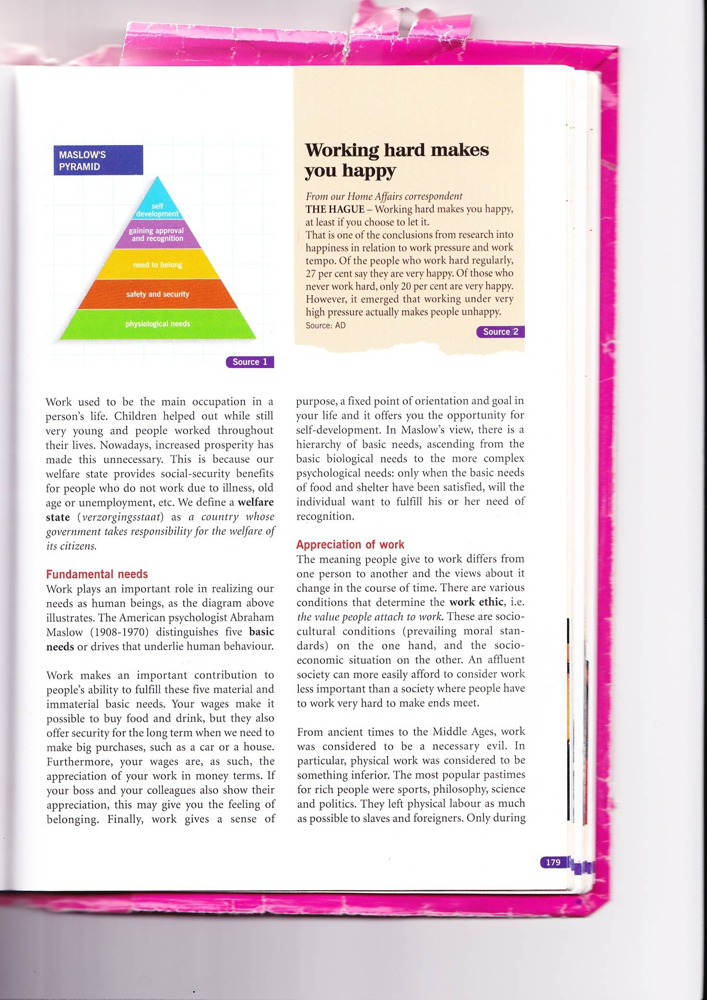 MASLOW'S
PYRAMID
self
development
gaining approval
and recognition
need to belong
safety and security
physiological needs
Source 1
Working hard makes
you happy
From our Home Affairs correspondent
THE HAGUE – Working hard makes you happy,
at least if you choose to let it.
That is one of the conclusions from research into
happiness in relation to work pressure and work
tempo. Of the people who work hard regularly,
27 per cent say they are very happy. Of those who
never work hard, only 20 per cent are very happy.
However, it emerged that working under very
high pressure actually makes people unhappy.
Source: AD
Source 2
Work used to be the main occupation in a
person's life. Children helped out while still
very young and people worked throughout
their lives. Nowadays, increased prosperity has
made this unnecessary. This is because our
welfare state provides social-security benefits
for people who do not work due to illness, old
age or unemployment, etc. We define a welfare
state (verzorgingsstaat) as a country whose
government takes responsibility for the welfare of
its citizens.
Fundamental needs
Work plays an important role in realizing our
needs as human beings, as the diagram above
illustrates. The American psychologist Abraham
Maslow (1908-1970) distinguishes five basic
needs or drives that underlie human behaviour.
Work makes an important contribution to
people's ability to fulfill these five material and
immaterial basic needs. Your wages make it
possible to buy food and drink, but they also
offer security for the long term when we need to
make big purchases, such as a car or a house.
Furthermore, your wages are, as such, the
appreciation of your work in money terms. If
your boss and your colleagues also show their
appreciation, this may give you the feeling of
belonging. Finally, work gives a sense of
purpose, a fixed point of orientation and goal in
your life and it offers you the opportunity for
self-development. In Maslow's view, there is a
hierarchy of basic needs, ascending from the
basic biological needs to the more complex
psychological needs: only when the basic needs
of food and shelter have been satisfied, will the
individual want to fulfill his or her need of
recognition.
Appreciation of work
The meaning people give to work differs from
one person to another and the views about it
change in the course of time. There are various
conditions that determine the work ethic, i.e.
the value people attach to work. These are socio-
cultural conditions (prevailing moral stan-
dards) on the one hand, and the socio-
economic situation on the other. An affluent
society can more easily afford to consider work
less important than a society where people have
to work very hard to make ends meet.
From ancient times to the Middle Ages, work
was considered to be a necessary evil. In
particular, physical work was considered to be
something inferior. The most popular pastimes
for rich people were sports, philosophy, science
and politics. They left physical labour as much
as possible to slaves and foreigners. Only during
179